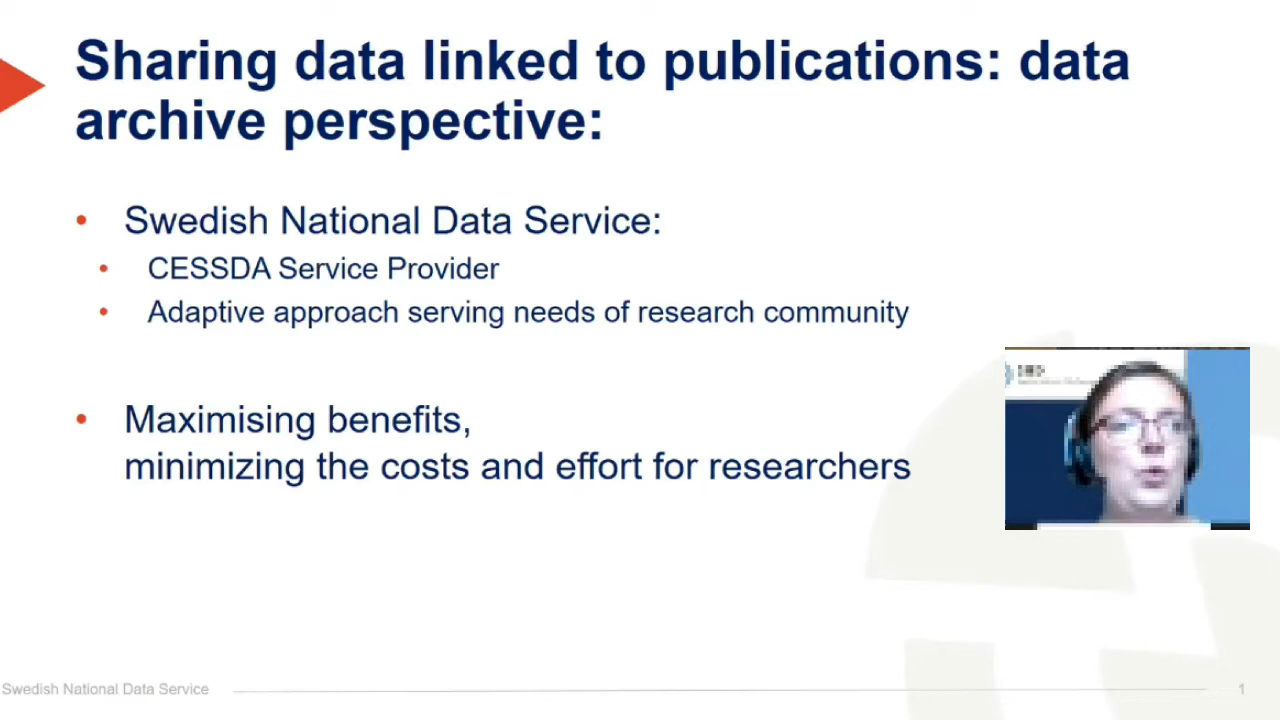 Sharing data linked to publications: data
archive perspective:
• Swedish National Data Service:
• CESSDA Service Provider
• Adaptive approach serving needs of research community
• Maximising benefits,
minimizing the costs and effort for researchers
Swedish National Data Service
1